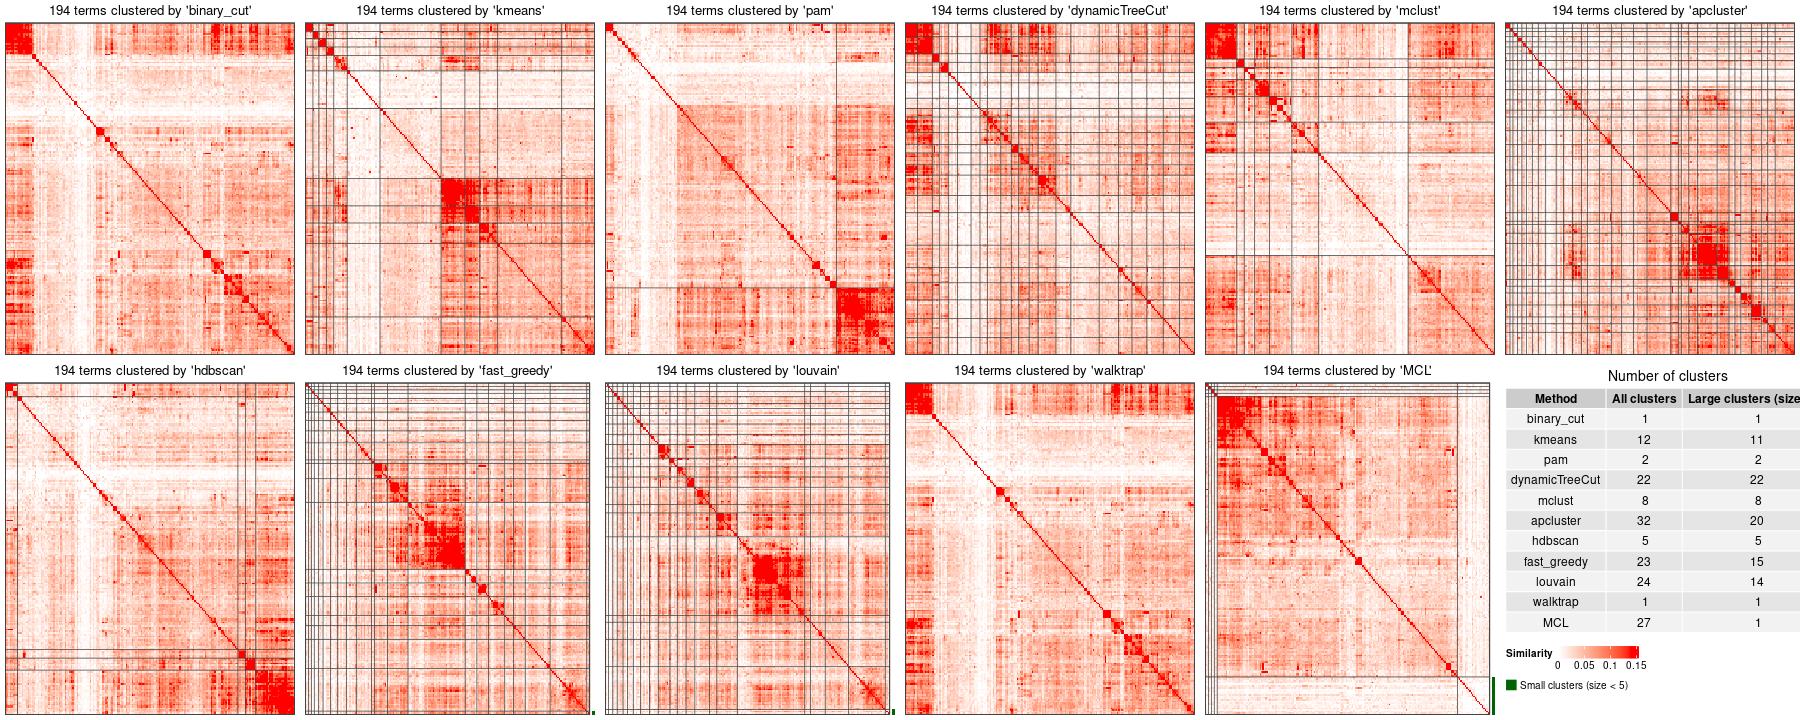 194 terms clustered by 'binary_cut'
194 terms clustered by 'kmeans'
194 terms clustered by 'pam'
194 terms clustered by 'dynamicTreeCut'
194 terms clustered by 'mclust'
194 terms clustered by 'apcluster'
194 terms clustered by 'hdbscan'
194 terms clustered by 'fast_greedy'
194 terms clustered by 'louvain'
194 terms clustered by 'walktrap'
194 terms clustered by 'MCL'
Number of clusters
Method All clusters Large clusters (size
binary_cut 1 1
kmeans 12 11
pam 2 2
dynamicTreeCut 22 22
mclust 8 8
apcluster 32 20
hdbscan 5 5
fast_greedy 23 15
louvain 24 14
walktrap 1 1
MCL 27 1
Similarity
0 0.05 0.1 0.15
Small clusters (size < 5)